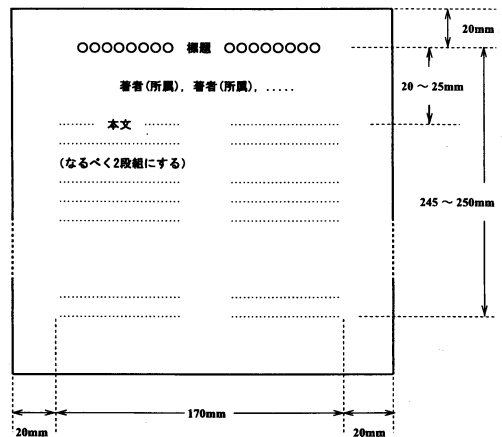 ○○○○○○○○ 標題 ○○○○○○○○
20mm
著者(所属), 著者(所属), .....
20 ～ 25mm
本文
(なるべく2段組にする)
245 ～ 250mm
170mm
20mm
20mm